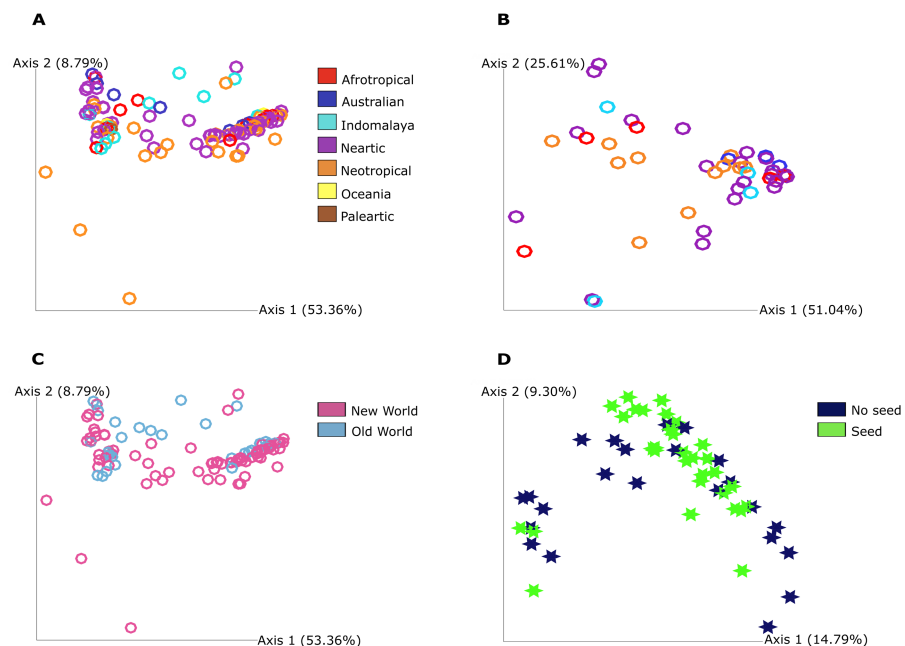 A
Axis 2 (8.79%)
Afrotropical
Australian
Indomalaya
Neartic
Neotropical
Oceania
Paleartic
Axis 1 (53.36%)
B
Axis 2 (25.61%)
Axis 1 (51.04%)
C
Axis 2 (8.79%)
New World
Old World
Axis 1 (53.36%)
D
Axis 2 (9.30%)
No seed
Seed
Axis 1 (14.79%)